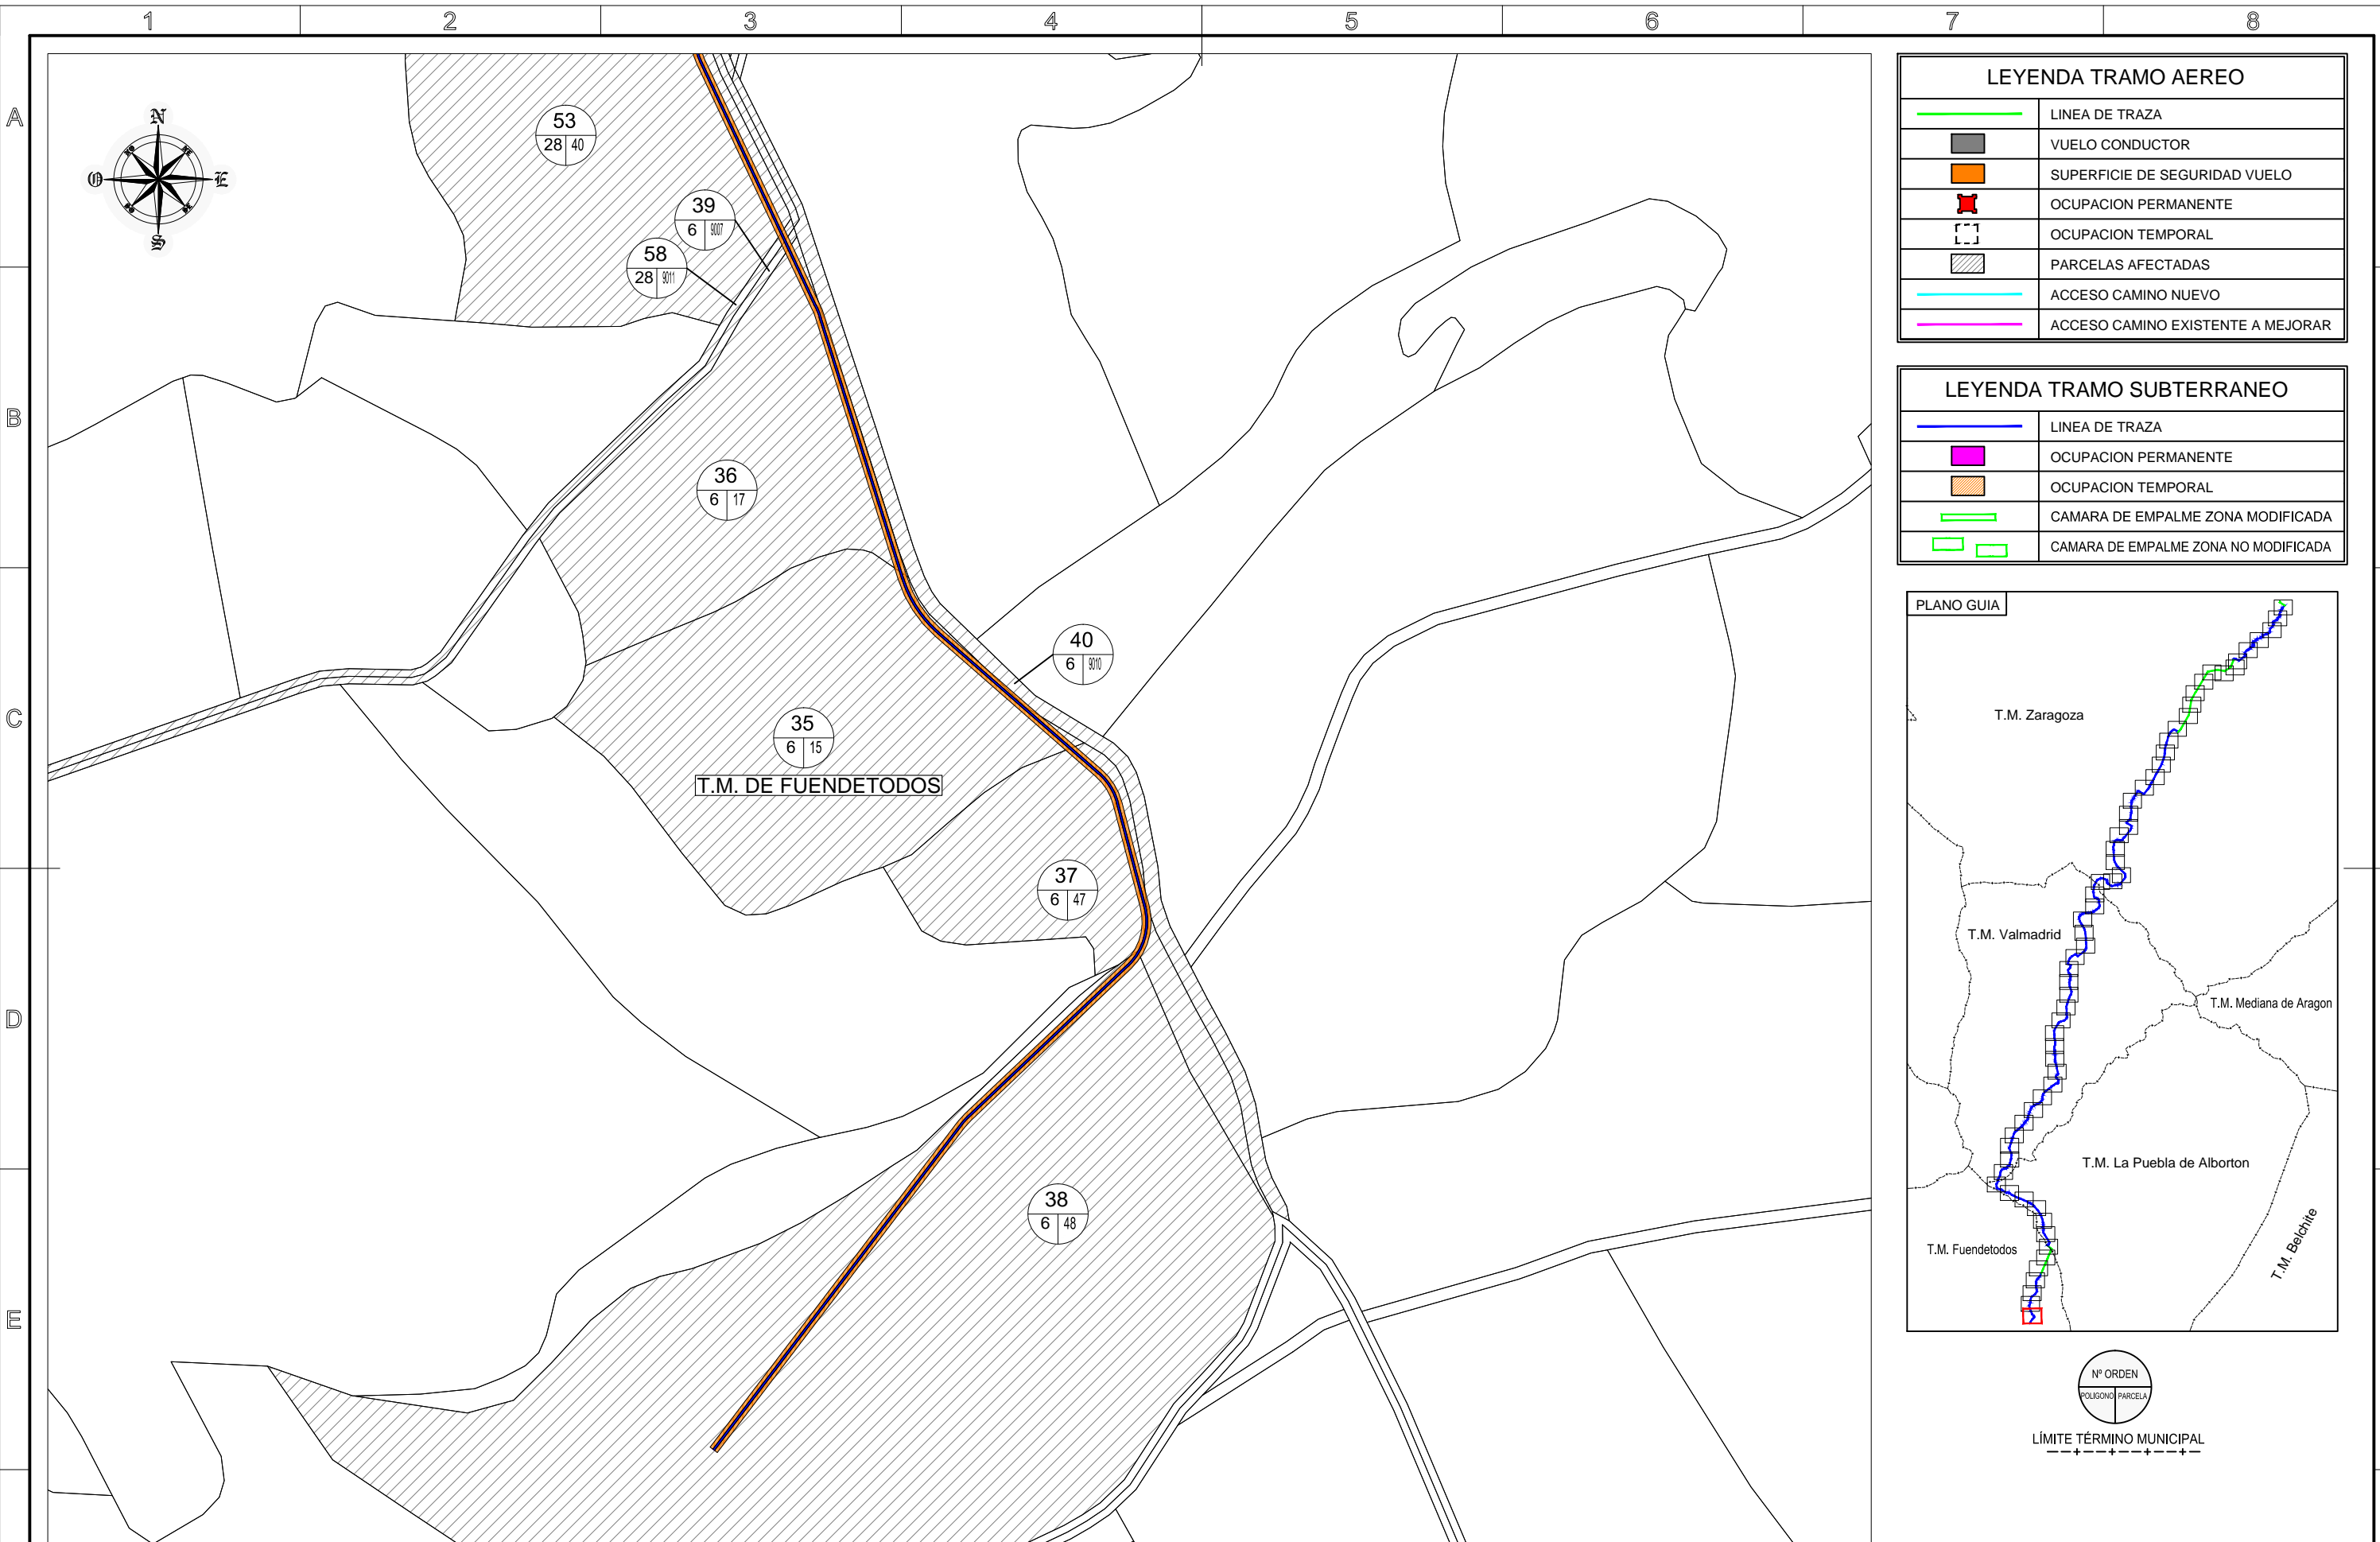 1 2 3 4 5 6 7 8
A
B
C
D
E
N
NO
NE
O
E
SO
SE
S
53
28 40
39
6 9007
58
28 9011
36
6 17
40
6 9010
35
6 15
T.M. DE FUENDETODOS
37
6 47
38
6 48
LEYENDA TRAMO AEREO
LINEA DE TRAZA
VUELO CONDUCTOR
SUPERFICIE DE SEGURIDAD VUELO
OCUPACION PERMANENTE
OCUPACION TEMPORAL
PARCELAS AFECTADAS
ACCESO CAMINO NUEVO
ACCESO CAMINO EXISTENTE A MEJORAR
LEYENDA TRAMO SUBTERRANEO
LINEA DE TRAZA
OCUPACION PERMANENTE
OCUPACION TEMPORAL
CAMARA DE EMPALME ZONA MODIFICADA
CAMARA DE EMPALME ZONA NO MODIFICADA
PLANO GUIA
T.M. Zaragoza
T.M. Valmadrid
T.M. Mediana de Aragon
T.M. La Puebla de Alborton
T.M. Fuendetodos
T.M. Belchite
Nº ORDEN
POLIGONO PARCELA
LÍMITE TÉRMINO MUNICIPAL